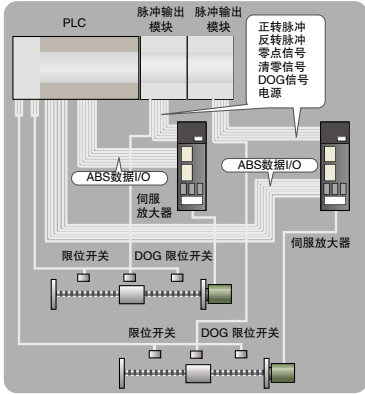 PLC
脉冲输出
模块
脉冲输出
模块
正转脉冲
反转脉冲
零点信号
清零信号
DOG信号
电源
ABS数据I/O
ABS数据I/O
伺服
放大器
伺服放大器
限位开关
DOG 限位开关
限位开关
DOG 限位开关